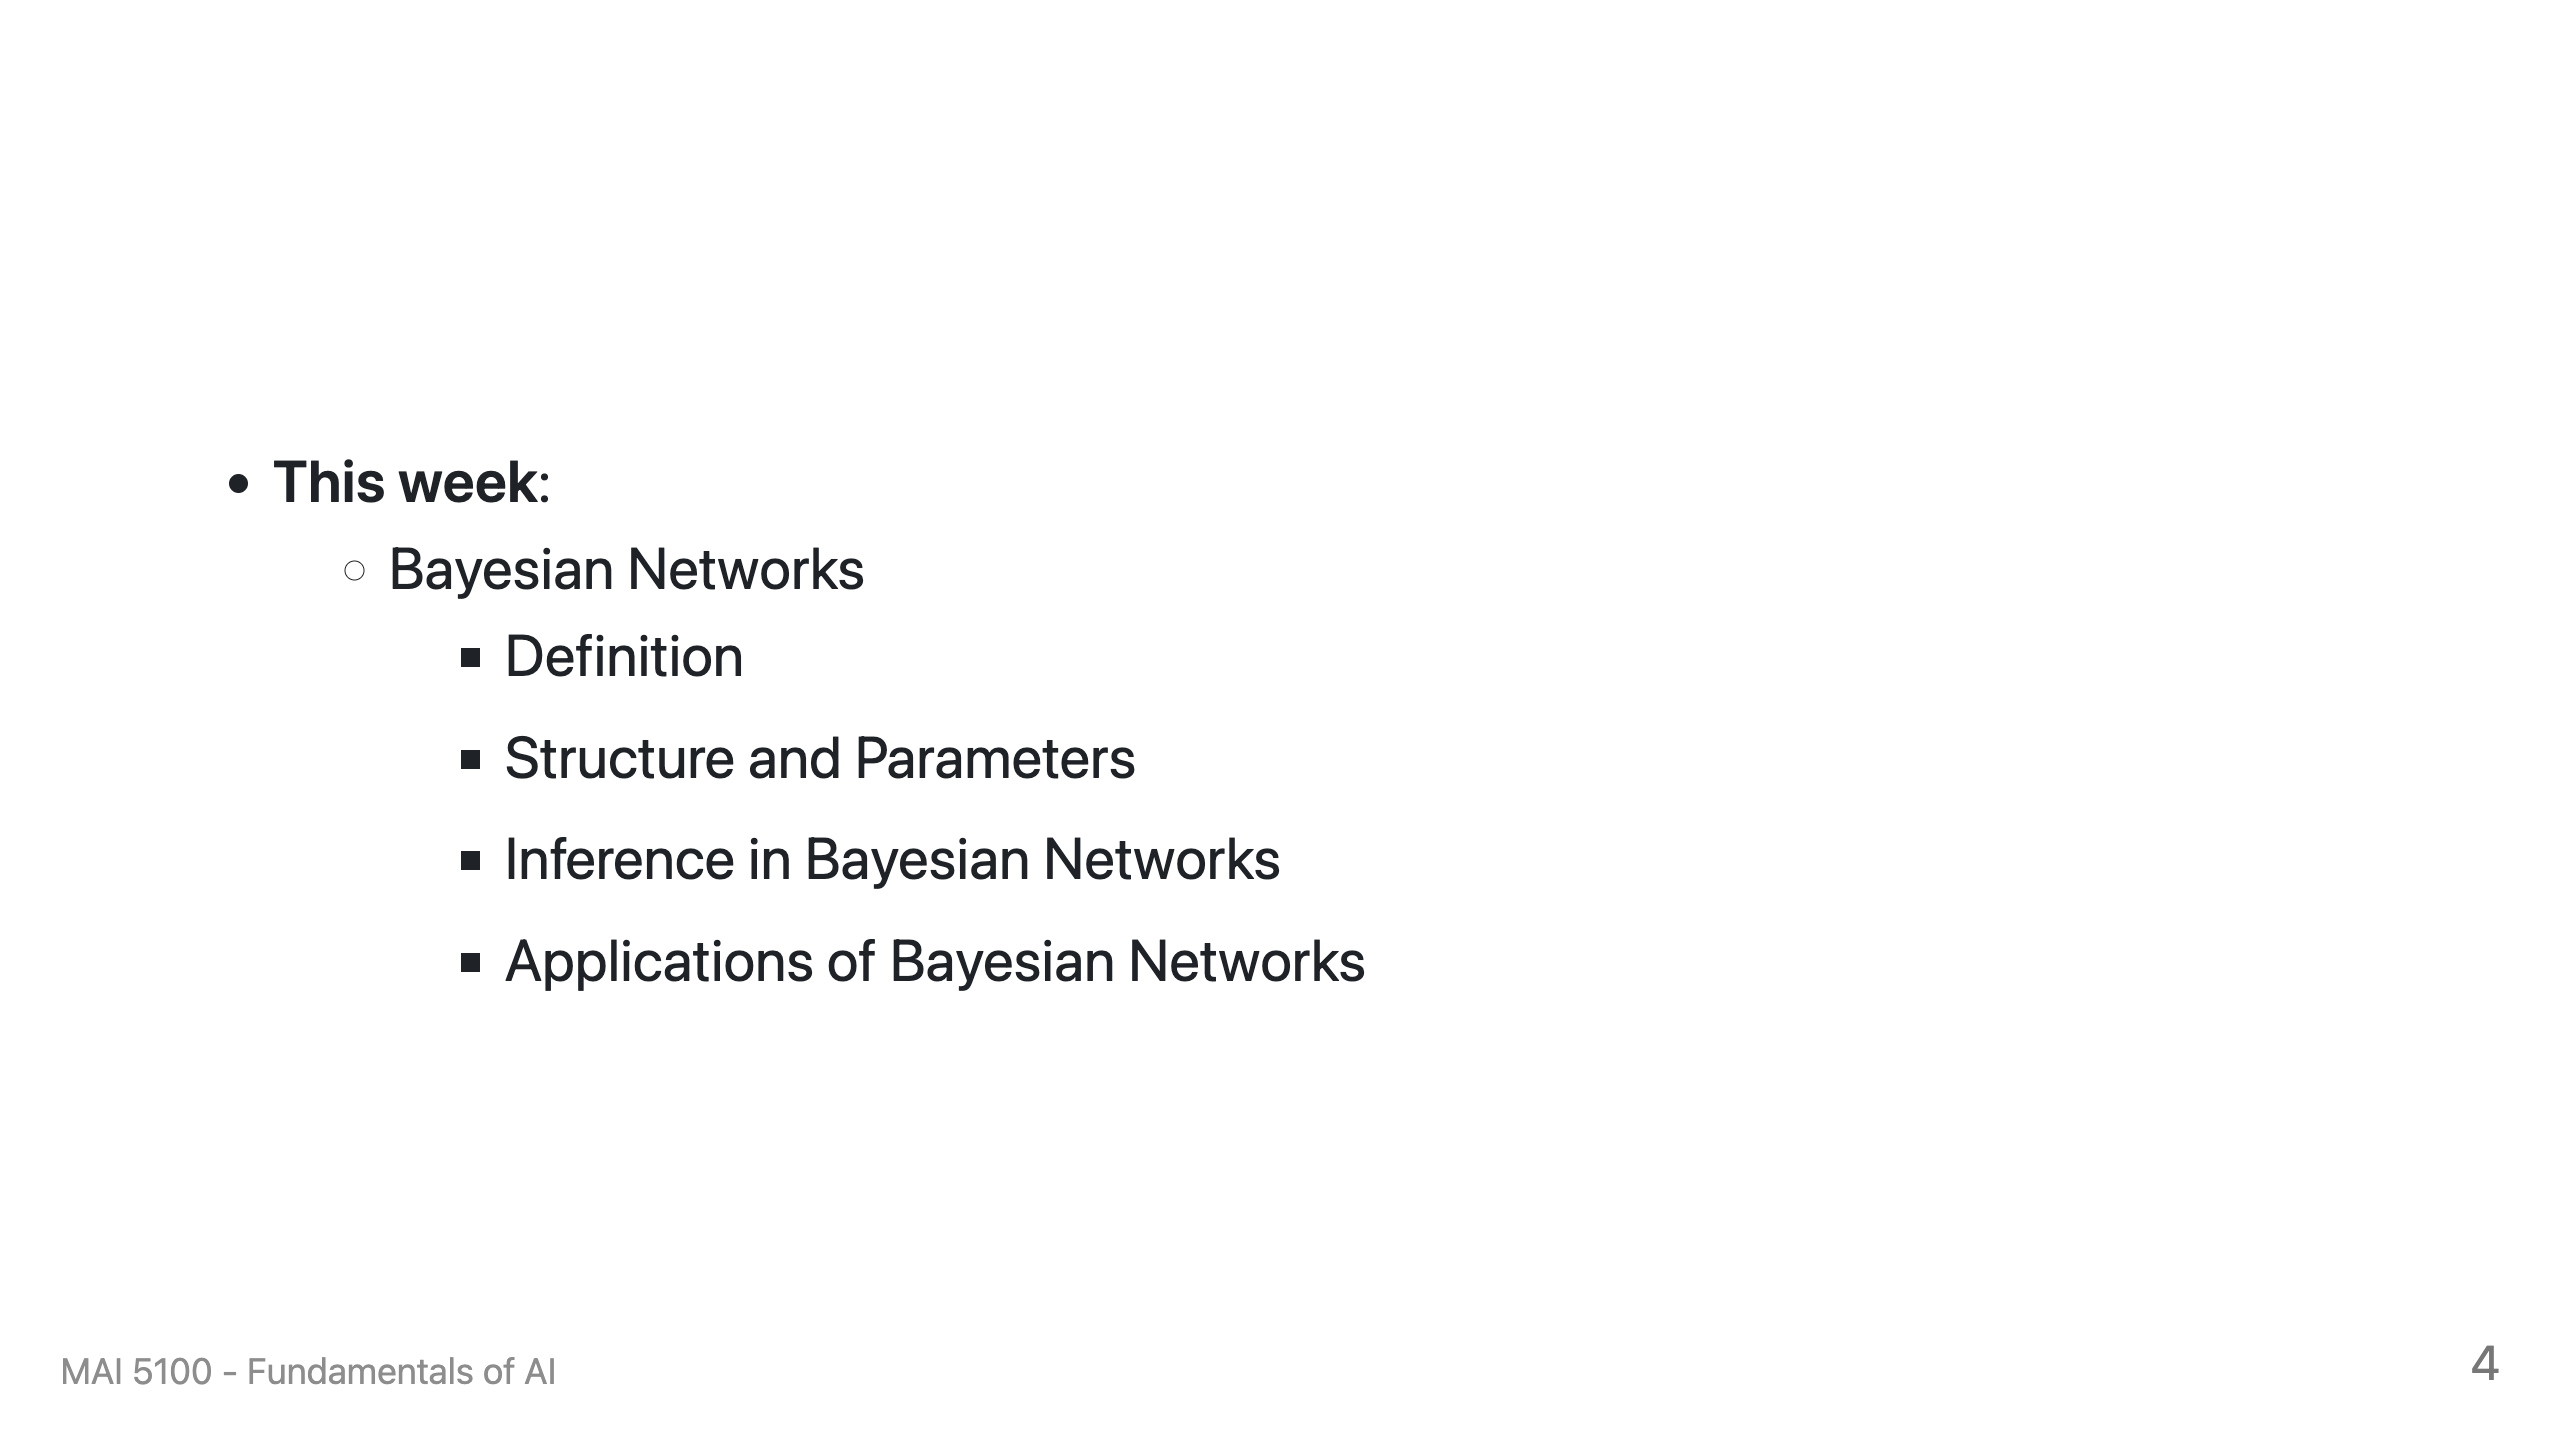 This week:
Bayesian Networks
Definition
Structure and Parameters
Inference in Bayesian Networks
Applications of Bayesian Networks
MAI 5100 - Fundamentals of AI
4